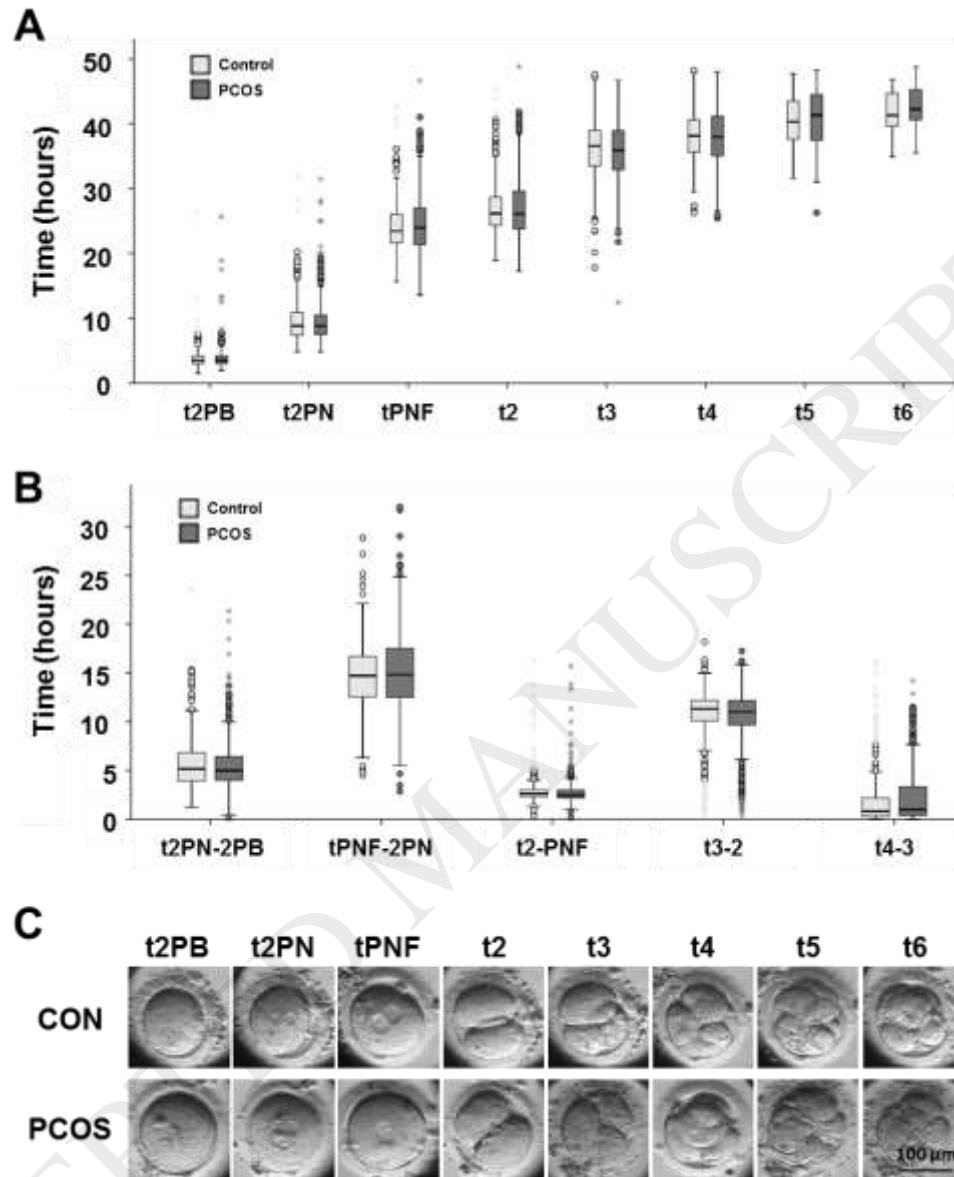 A
Control
PCOS
Time (hours)
50
40
30
20
10
0
t2PB t2PN tPNF t2 t3 t4 t5 t6
B
Control
PCOS
Time (hours)
30
25
20
15
10
5
0
t2PN-2PB tPNF-2PN t2-PNF t3-2 t4-3
C
t2PB t2PN tPNF t2 t3 t4 t5 t6
CON
PCOS
100 µm
MANUSCRIPT